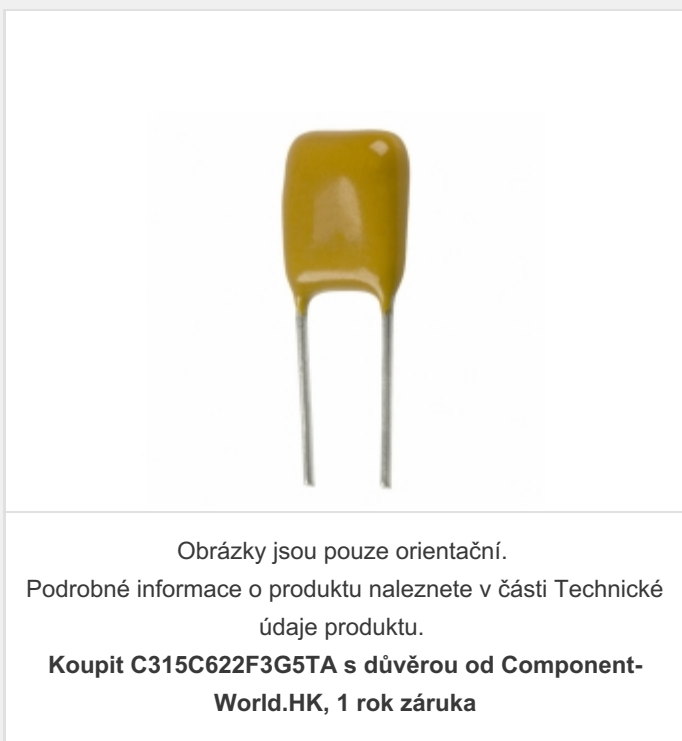 Obrázky jsou pouze orientační.
Podrobné informace o produktu naleznete v části Technické
údaje produktu.
Koupit C315C622F3G5TA s důvěrou od Component-
World.HK, 1 rok záruka